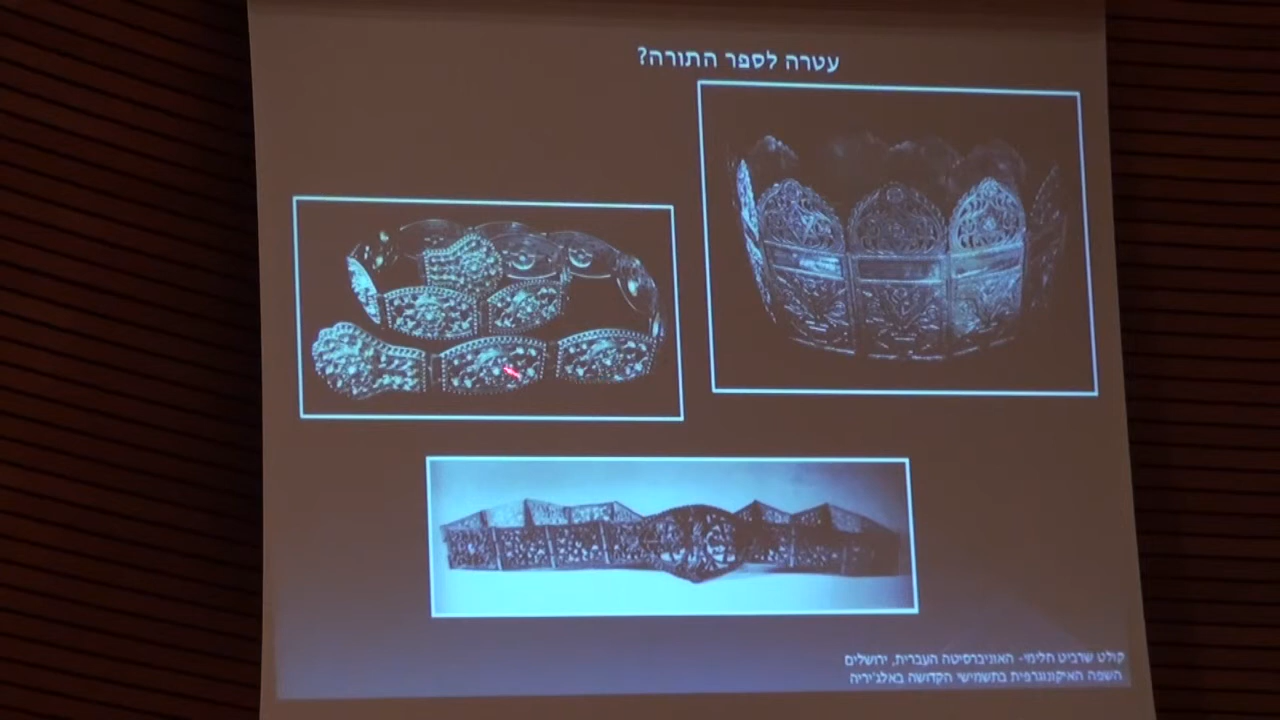 עטרה לספר התורה?
קולט שרביט חלימי- האוניברסיטה העברית, ירושלים
השפה האיקונוגרפית בתשמישי הקדושה באלג'יריה